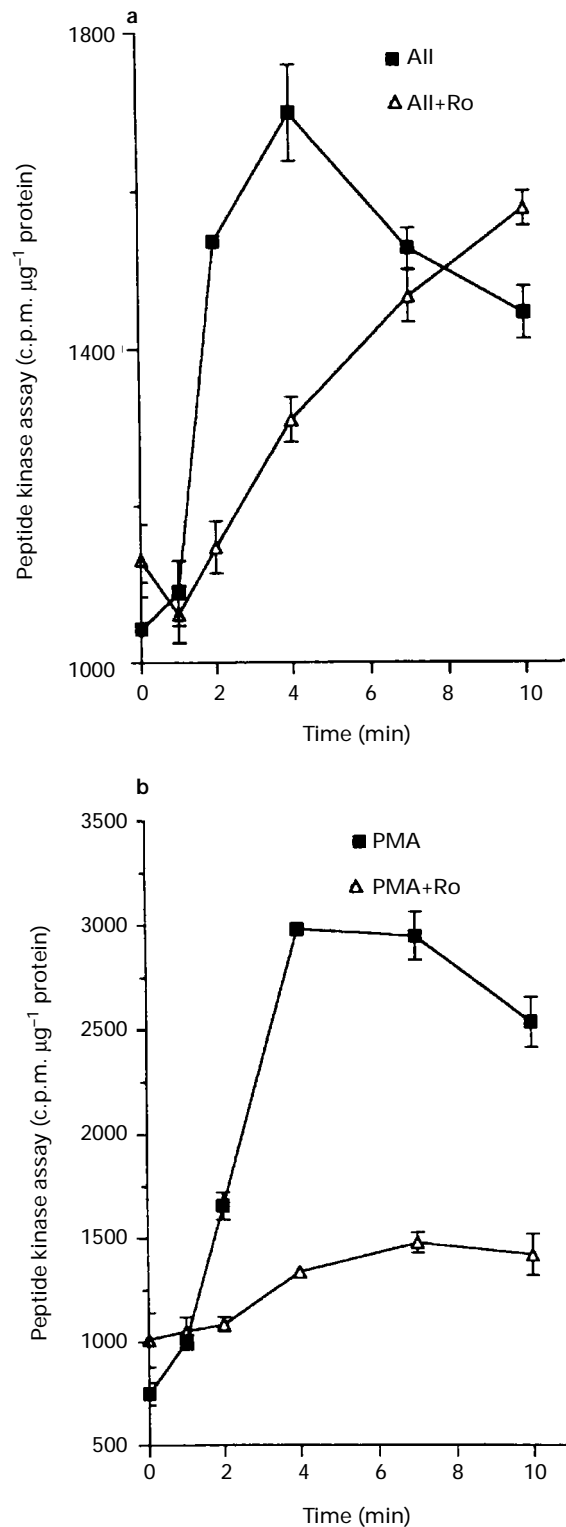 a
1800
AII
AII+Ro
Peptide kinase assay (c.p.m. µg⁻¹ protein)
1400
1000
0 2 4 6 8 10
Time (min)
b
3500
PMA
PMA+Ro
3000
Peptide kinase assay (c.p.m. µg⁻¹ protein)
2500
2000
1500
1000
500
0 2 4 6 8 10
Time (min)